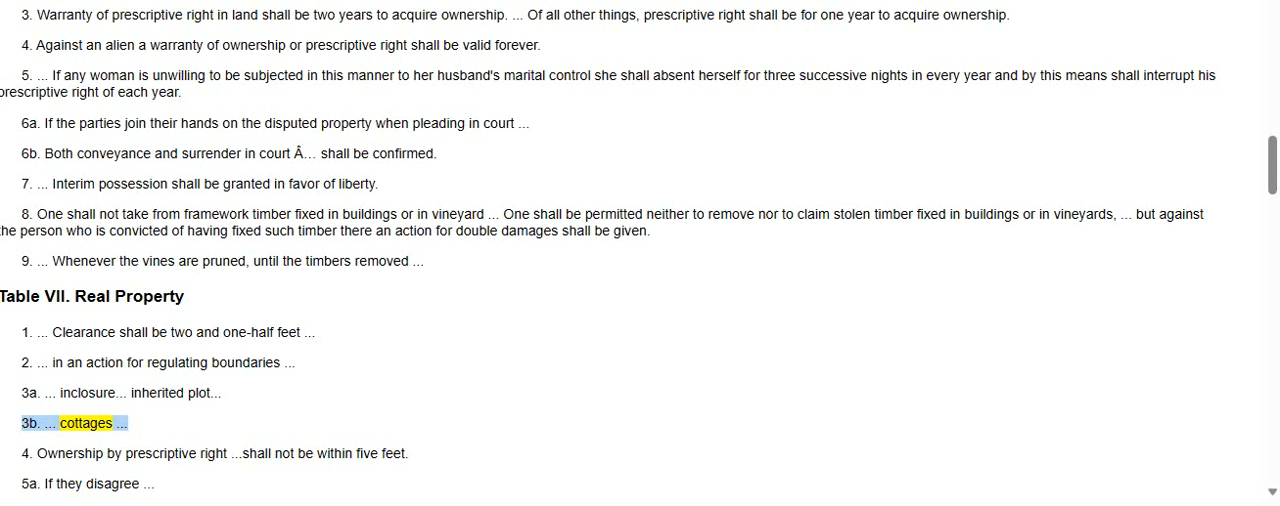 3. Warranty of prescriptive right in land shall be two years to acquire ownership. ... Of all other things, prescriptive right shall be for one year to acquire ownership.
4. Against an alien a warranty of ownership or prescriptive right shall be valid forever.
5. ... If any woman is unwilling to be subjected in this manner to her husband's marital control she shall absent herself for three successive nights in every year and by this means shall interrupt his
prescriptive right of each year.
6a. If the parties join their hands on the disputed property when pleading in court ...
6b. Both conveyance and surrender in court Â... shall be confirmed.
7. ... Interim possession shall be granted in favor of liberty.
8. One shall not take from framework timber fixed in buildings or in vineyard ... One shall be permitted neither to remove nor to claim stolen timber fixed in buildings or in vineyards, ... but against
the person who is convicted of having fixed such timber there an action for double damages shall be given.
9. ... Whenever the vines are pruned, until the timbers removed ...
Table VII. Real Property
1. ... Clearance shall be two and one-half feet ...
2. ... in an action for regulating boundaries ...
3a. ... inclosure... inherited plot...
3b. ... cottages ...
4. Ownership by prescriptive right ...shall not be within five feet.
5a. If they disagree ...